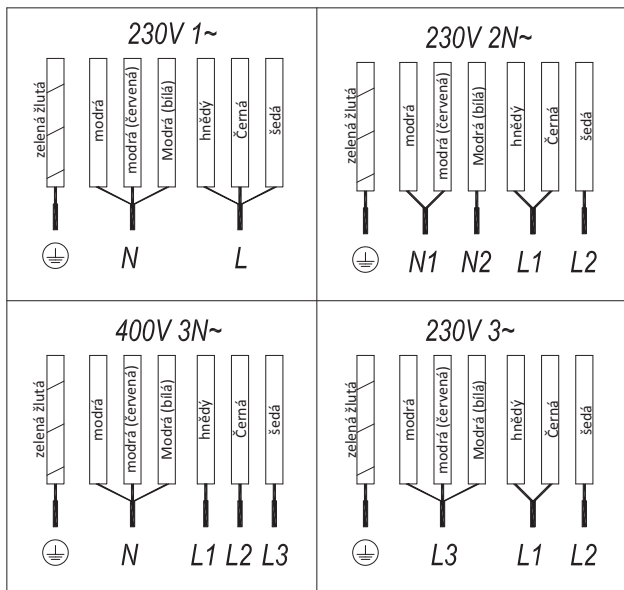 230V 1~
zelená žlutá
modrá
modrá (červená)
Modrá (bílá)
hnědý
Černá
šedá
N
L
230V 2N~
zelená žlutá
modrá
modrá (červená)
Modrá (bílá)
hnědý
Černá
šedá
N1
N2
L1
L2
400V 3N~
zelená žlutá
modrá
modrá (červená)
Modrá (bílá)
hnědý
Černá
šedá
N
L1
L2
L3
230V 3~
zelená žlutá
modrá
modrá (červená)
Modrá (bílá)
hnědý
Černá
šedá
L3
L1
L2